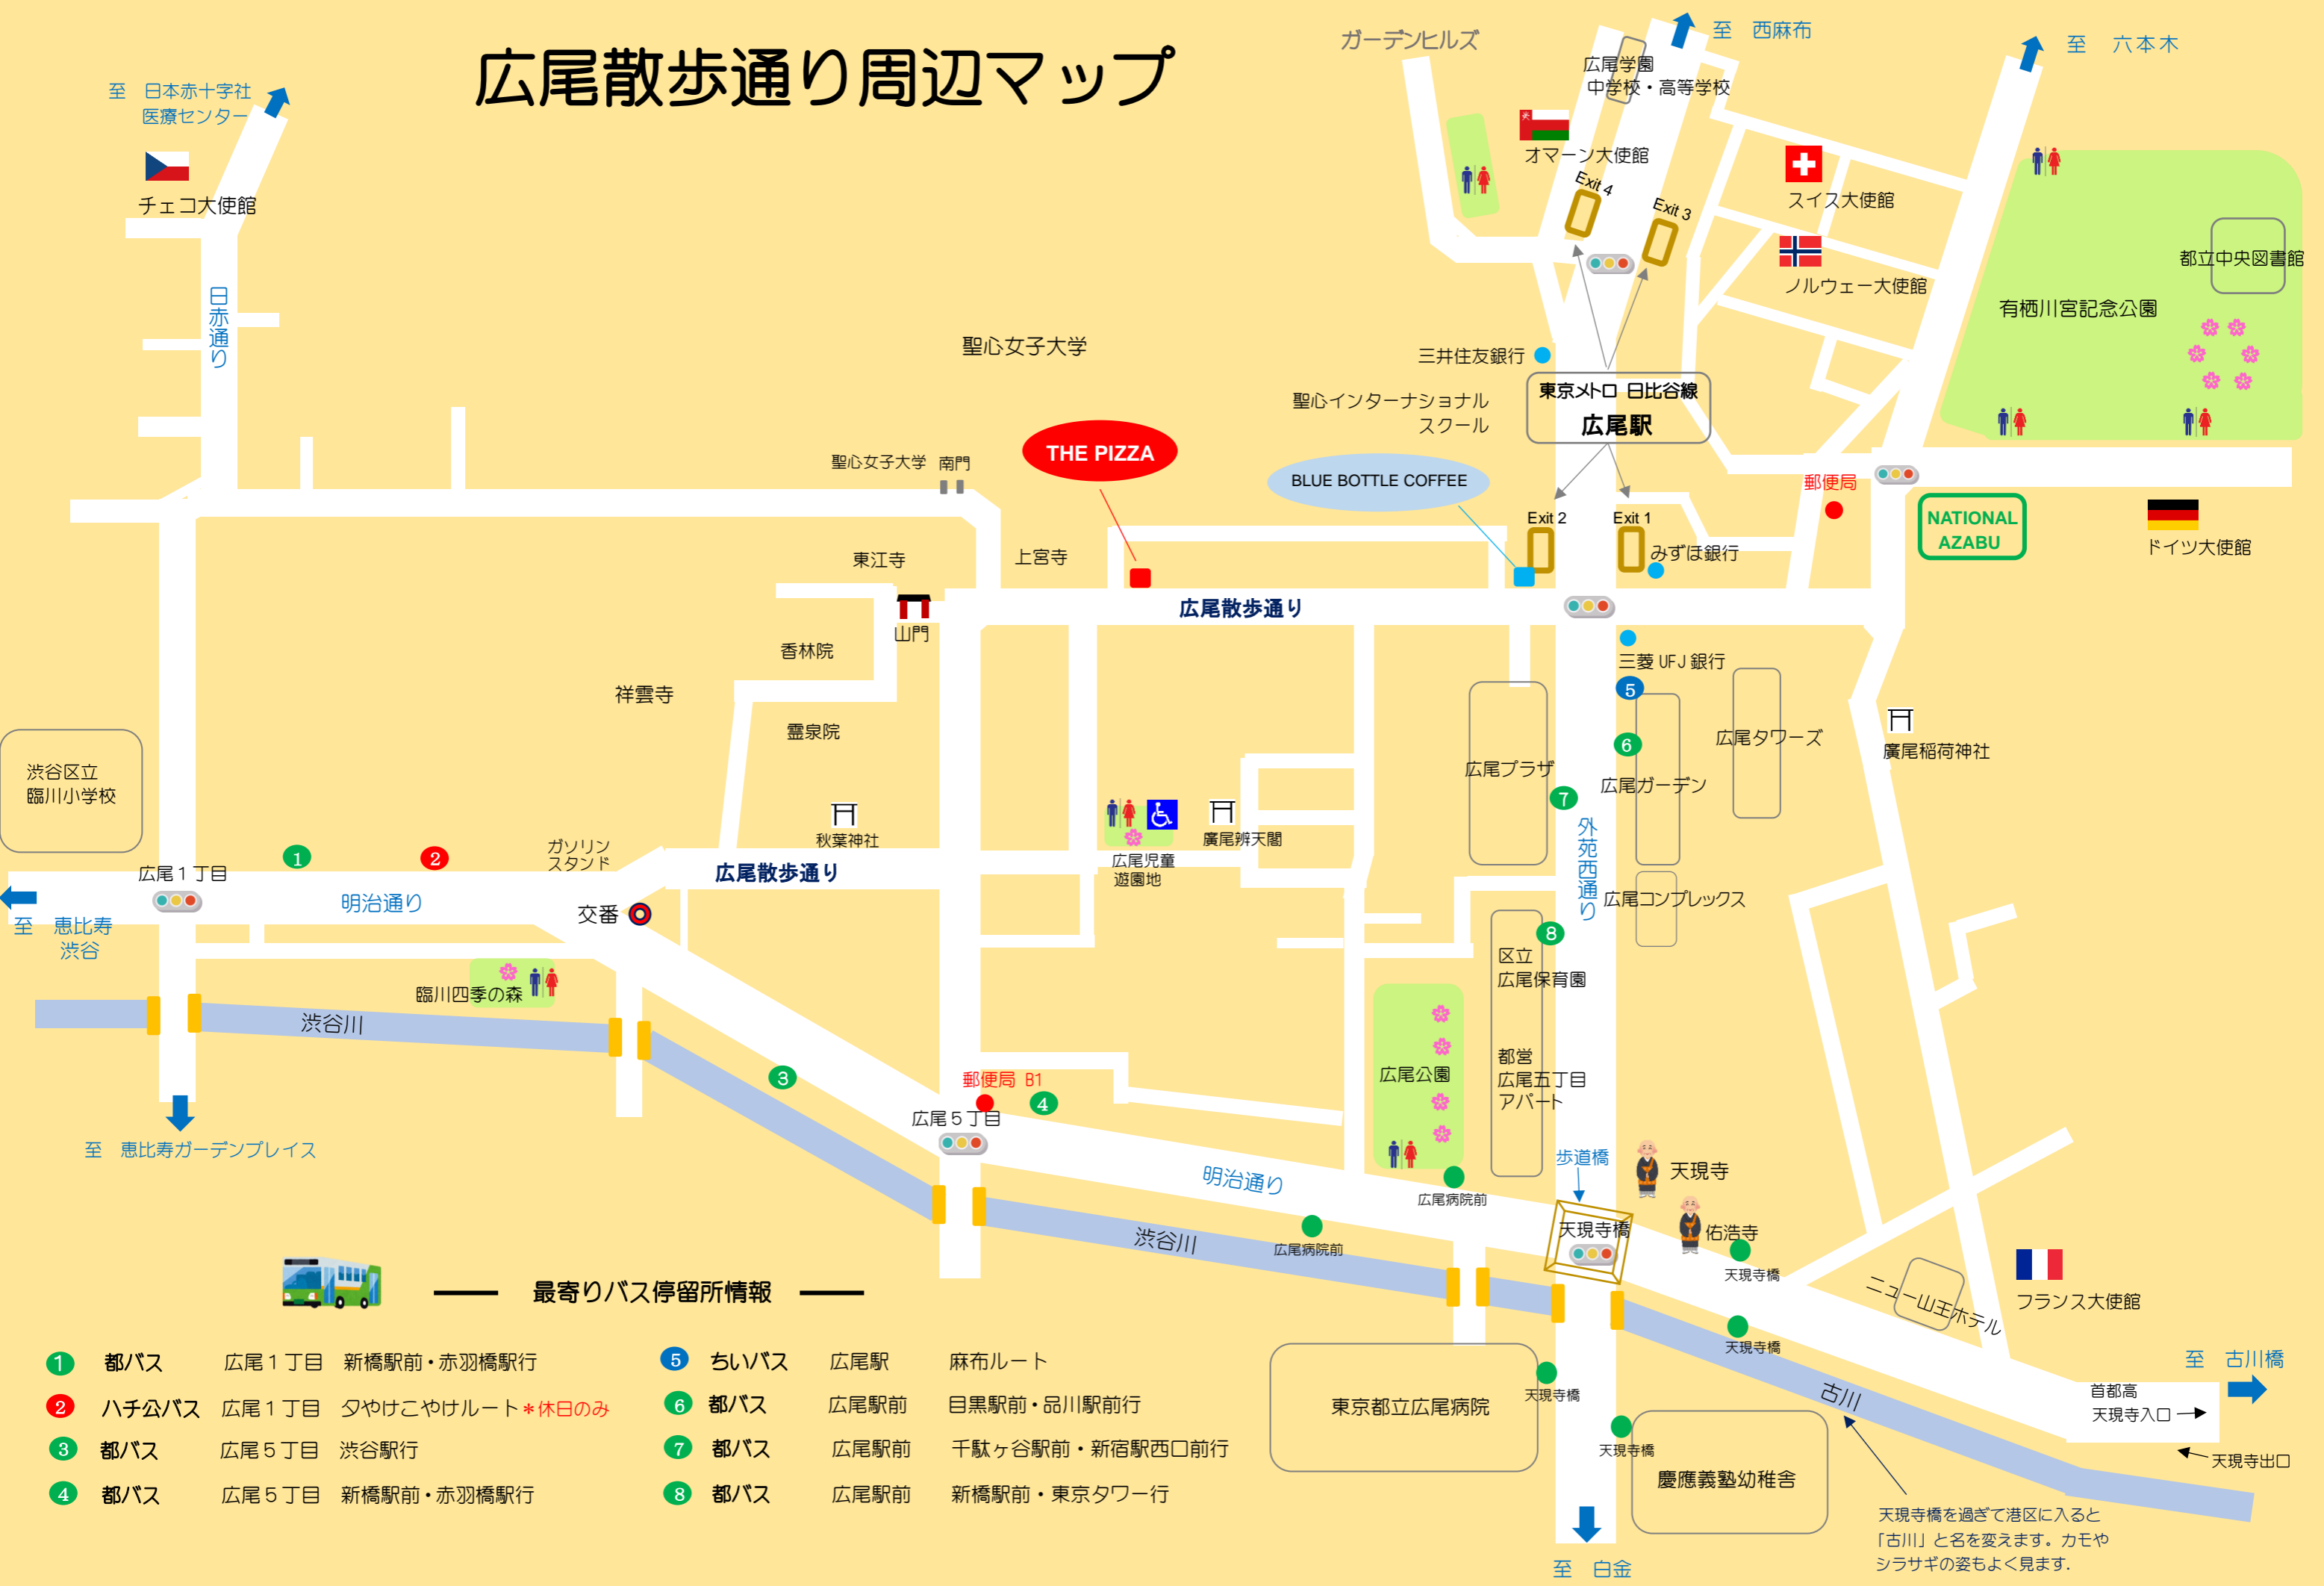 広尾散歩通り周辺マップ
ガーデンヒルズ
至　西麻布
至　六本木
至　日本赤十字社
医療センター
広尾学園
中学校・高等学校
オマーン大使館
チェコ大使館
Exit 4
Exit 3
スイス大使館
都立中央図書館
ノルウェー大使館
有栖川宮記念公園
日赤通り
聖心女子大学
三井住友銀行
東京メトロ 日比谷線
広尾駅
聖心インターナショナル
スクール
THE PIZZA
聖心女子大学　南門
BLUE BOTTLE COFFEE
郵便局
Exit 2
Exit 1
NATIONAL
AZABU
みずほ銀行
ドイツ大使館
東江寺
上宮寺
広尾散歩通り
山門
香林院
三菱 UFJ 銀行
祥雲寺
5
霊泉院
6
広尾タワーズ
廣尾稲荷神社
渋谷区立
臨川小学校
広尾プラザ
広尾ガーデン
7
外苑西通り
秋葉神社
廣尾辨天閣
ガソリン
スタンド
1
2
広尾児童
遊園地
広尾１丁目
広尾散歩通り
広尾コンプレックス
明治通り
交番
至　恵比寿
渋谷
8
区立
広尾保育園
臨川四季の森
渋谷川
都営
広尾五丁目
アパート
広尾公園
3
郵便局 B1
4
広尾５丁目
至　恵比寿ガーデンプレイス
明治通り
歩道橋
天現寺
広尾病院前
天現寺橋
佑浩寺
渋谷川
広尾病院前
天現寺橋
ニュー山王ホテル
フランス大使館
天現寺橋
至　古川橋
首都高
天現寺入口
天現寺出口
古川
天現寺橋
東京都立広尾病院
天現寺橋
慶應義塾幼稚舎
天現寺橋を過ぎて港区に入ると
「古川」と名を変えます。カモや
シラサギの姿もよく見ます.
至　白金
最寄りバス停留所情報
1　都バス　広尾１丁目　新橋駅前・赤羽橋駅行
2　ハチ公バス　広尾１丁目　夕やけこやけルート＊休日のみ
3　都バス　広尾５丁目　渋谷駅行
4　都バス　広尾５丁目　新橋駅前・赤羽橋駅行
5　ちいバス　広尾駅　麻布ルート
6　都バス　広尾駅前　目黒駅前・品川駅前行
7　都バス　広尾駅前　千駄ヶ谷駅前・新宿駅西口前行
8　都バス　広尾駅前　新橋駅前・東京タワー行